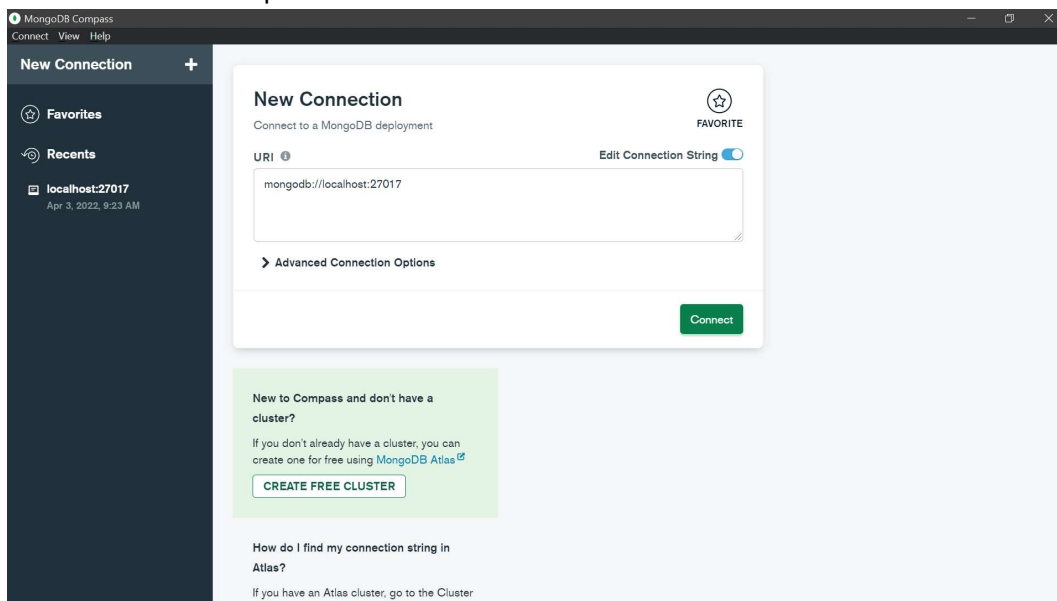 MongoDB Compass
Connect View Help
New Connection
Favorites
Recents
localhost:27017
Apr 3, 2022, 9:23 AM
New Connection
Connect to a MongoDB deployment
FAVORITE
URI
Edit Connection String
mongodb://localhost:27017
Advanced Connection Options
Connect
New to Compass and don't have a
cluster?
If you don't already have a cluster, you can
create one for free using MongoDB Atlas
CREATE FREE CLUSTER
How do I find my connection string in
Atlas?
If you have an Atlas cluster, go to the Cluster